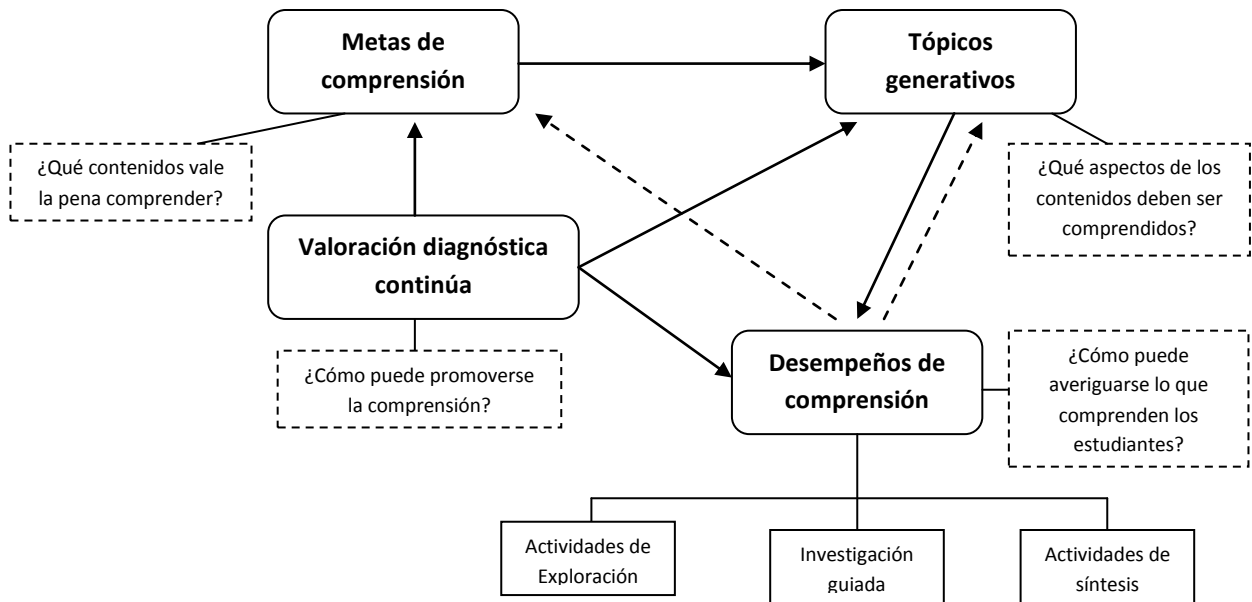 Metas de
comprensión
Tópicos
generativos
¿Qué contenidos vale
la pena comprender?
¿Qué aspectos de los
contenidos deben ser
comprendidos?
Valoración diagnóstica
continúa
¿Cómo puede promoverse
la comprensión?
Desempeños de
comprensión
¿Cómo puede
averiguarse lo que
comprenden los
estudiantes?
Actividades de
Exploración
Investigación
guiada
Actividades de
síntesis